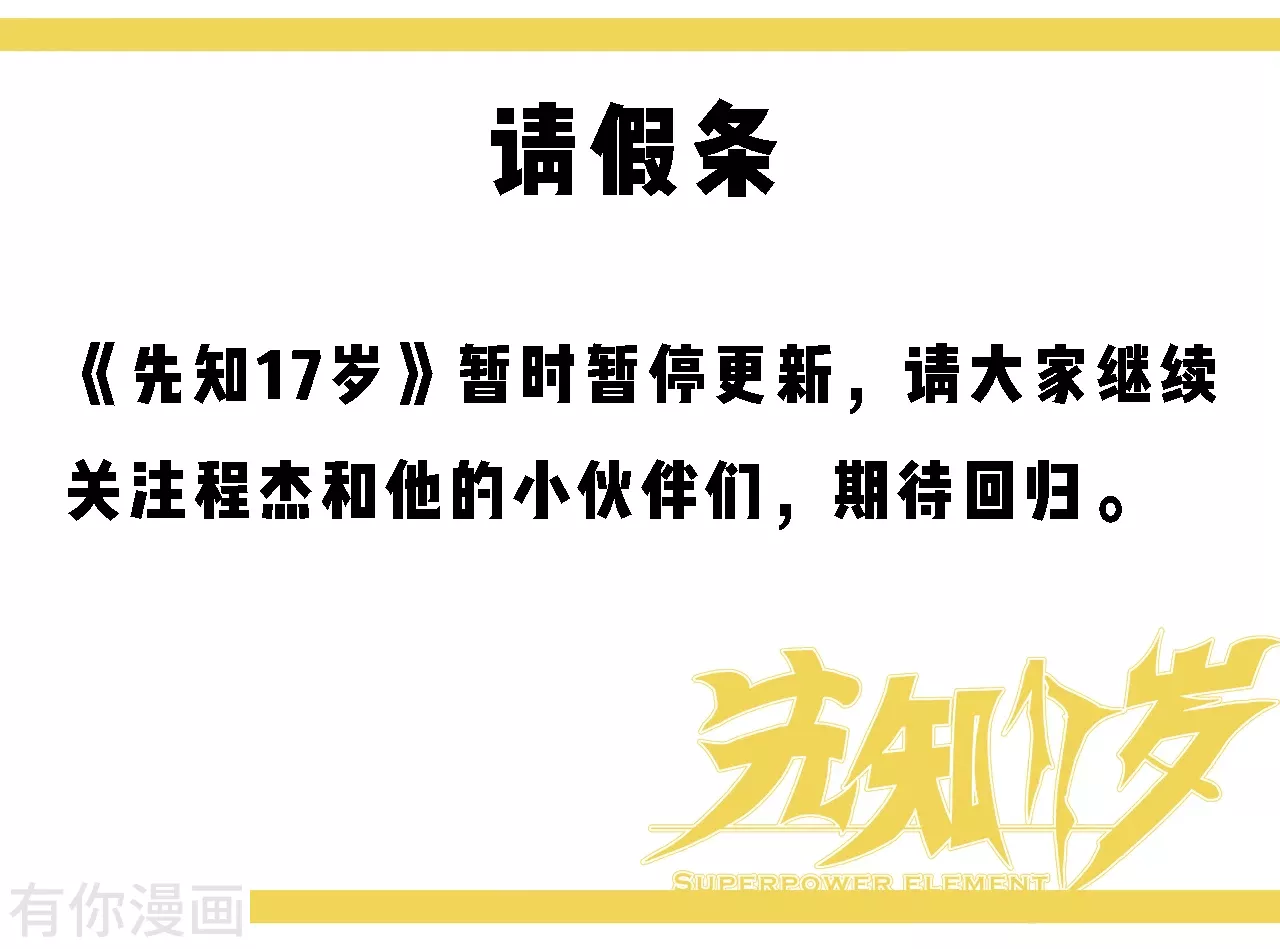 请假条
《先知17岁》暂时暂停更新，请大家继续
关注程杰和他的小伙伴们，期待回归。
先知17岁
SUPERPOWER ELEMENT
有你漫画